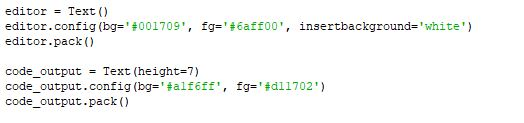 editor = Text()
editor.config(bg='#001709', fg='#6aff00', insertbackground='white')
editor.pack()
code_output = Text(height=7)
code_output.config(bg='#a1f6ff', fg='#d11702')
code_output.pack()